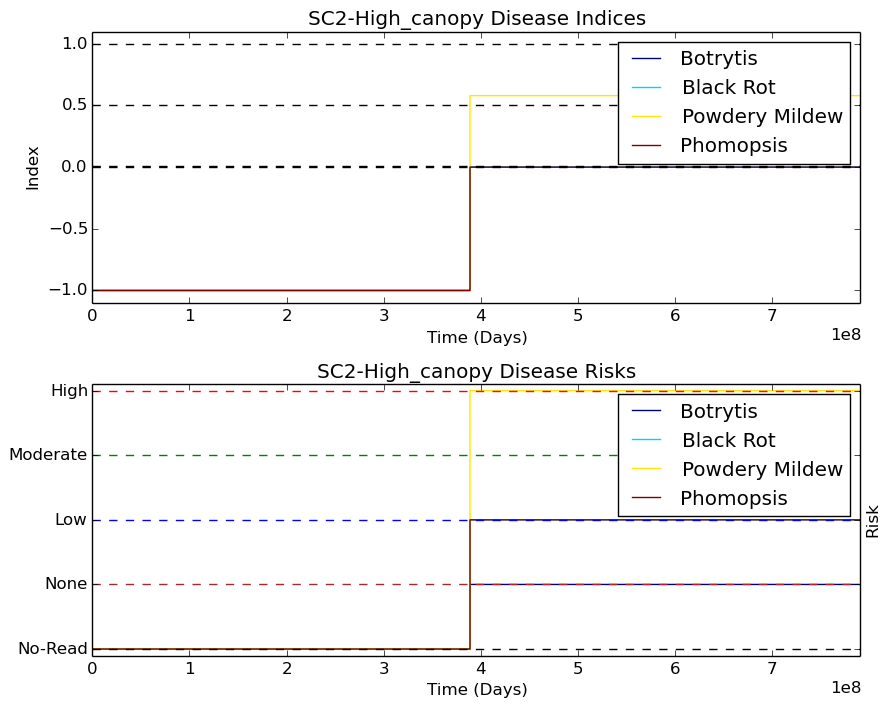 SC2-High_canopy Disease Indices
1.0
0.5
0.0
−0.5
−1.0
Index
Botrytis
Black Rot
Powdery Mildew
Phomopsis
0 1 2 3 4 5 6 7
1e8
Time (Days)
SC2-High_canopy Disease Risks
High
Moderate
Low
None
No-Read
Botrytis
Black Rot
Powdery Mildew
Phomopsis
Risk
0 1 2 3 4 5 6 7
1e8
Time (Days)